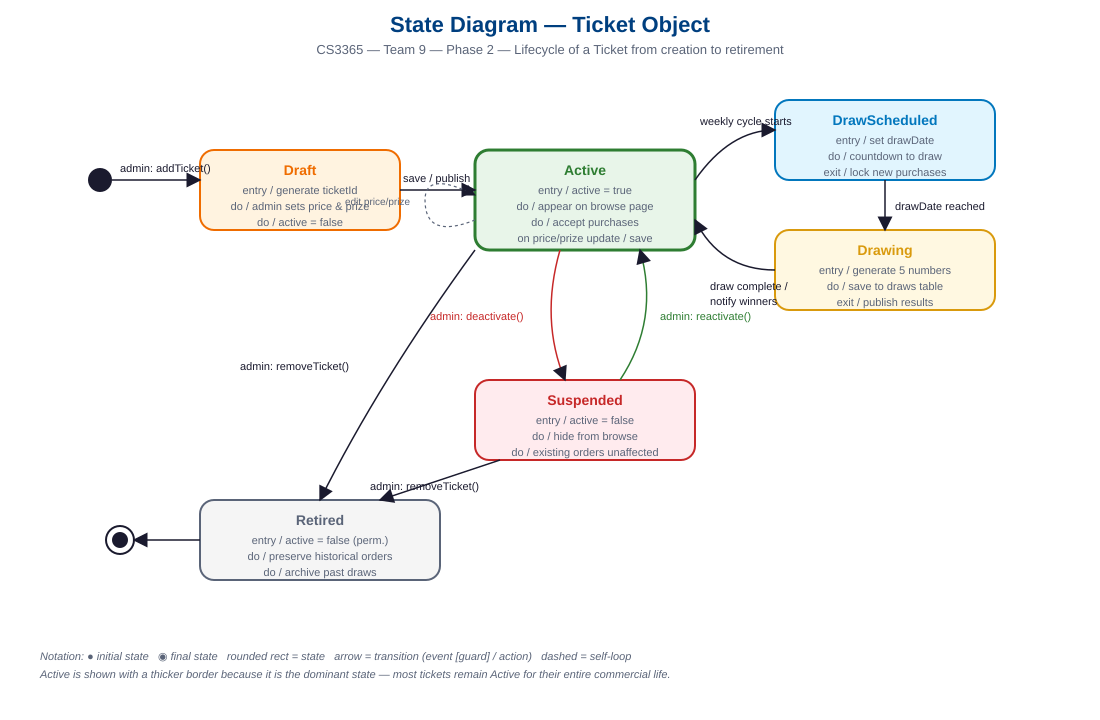 State Diagram — Ticket Object
CS3365 — Team 9 — Phase 2 — Lifecycle of a Ticket from creation to retirement
admin: addTicket()
Draft
entry / generate ticketId
do / admin sets price & prize
do / active = false
save / publish
edit price/prize
Active
entry / active = true
do / appear on browse page
do / accept purchases
on price/prize update / save
weekly cycle starts
DrawScheduled
entry / set drawDate
do / countdown to draw
exit / lock new purchases
drawDate reached
Drawing
entry / generate 5 numbers
do / save to draws table
exit / publish results
draw complete /
notify winners
admin: deactivate()
admin: reactivate()
admin: removeTicket()
Suspended
entry / active = false
do / hide from browse
do / existing orders unaffected
admin: removeTicket()
Retired
entry / active = false (perm.)
do / preserve historical orders
do / archive past draws
Notation: ● initial state ◉ final state rounded rect = state arrow = transition (event [guard] / action) dashed = self-loop
Active is shown with a thicker border because it is the dominant state — most tickets remain Active for their entire commercial life.